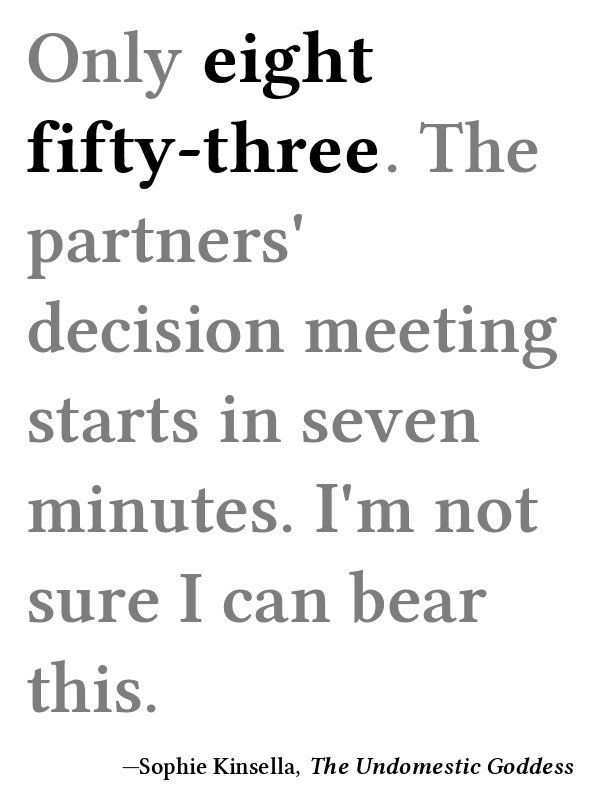 Only eight
fifty-three. The
partners'
decision meeting
starts in seven
minutes. I'm not
sure I can bear
this.
—Sophie Kinsella, The Undomestic Goddess